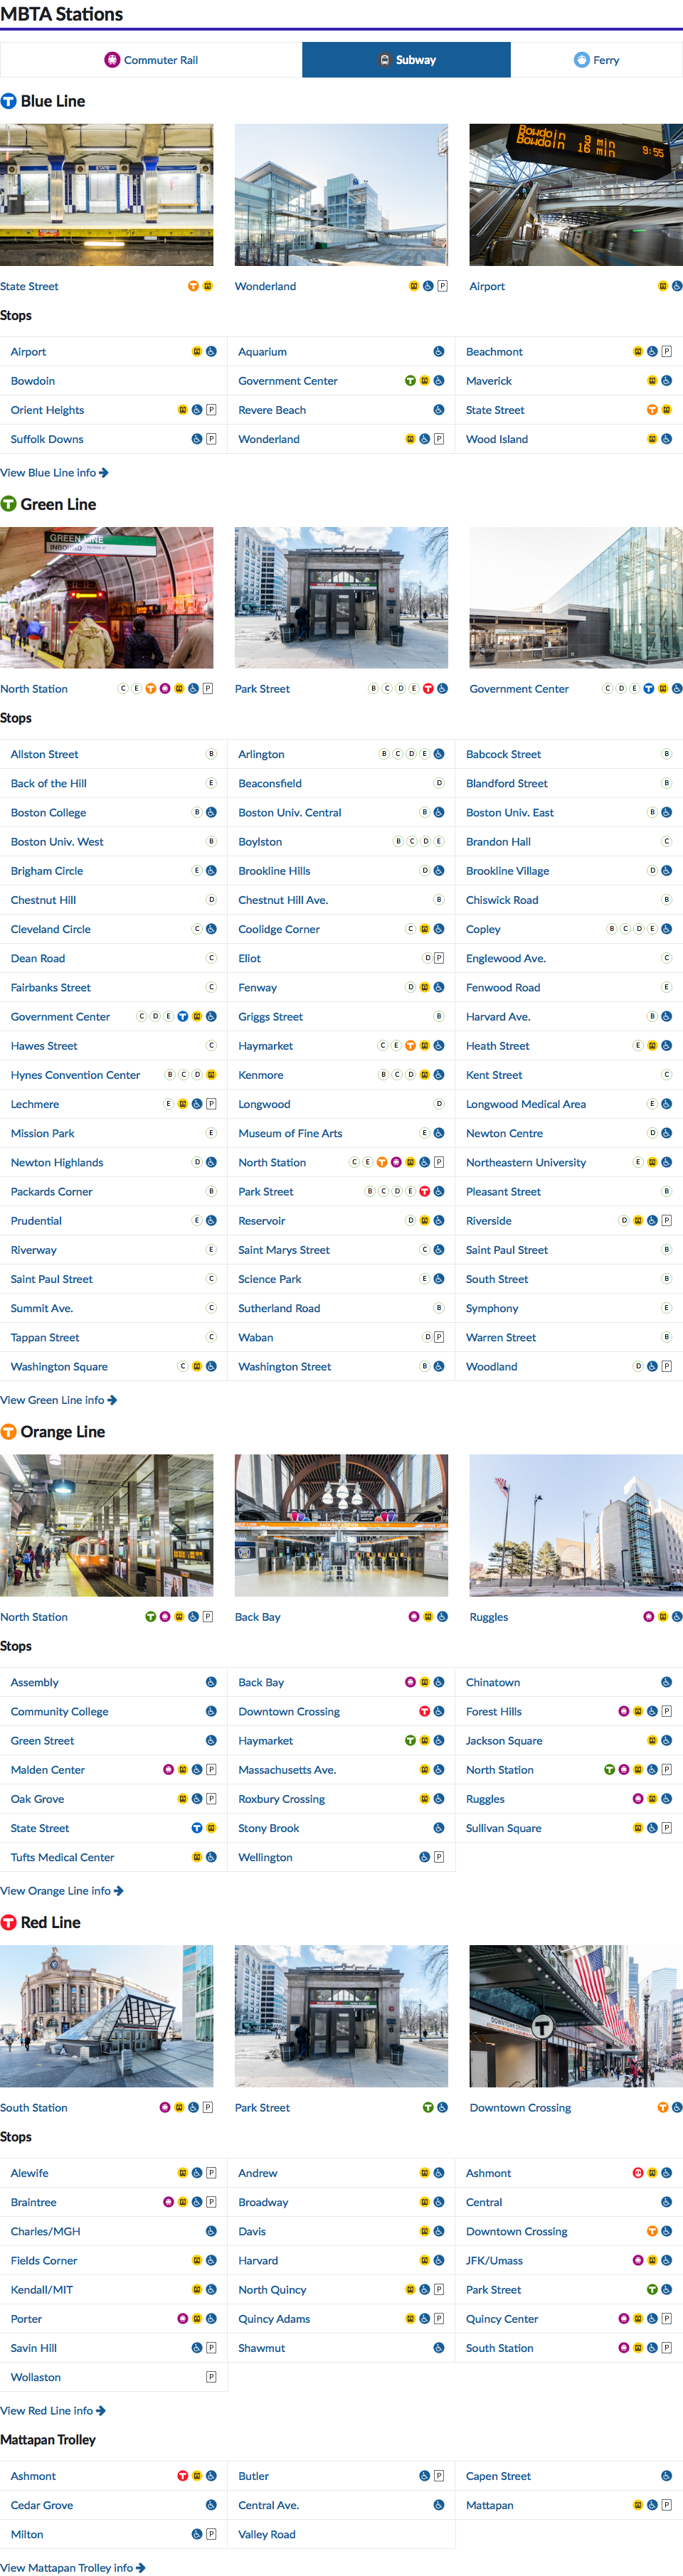 MBTA Stations
Commuter Rail Subway Ferry
T Blue Line
Bowdoin 9 min
Bowdoin 16 min 9:55
State Street T
Wonderland P
Airport
Stops
Airport Aquarium Beachmont P
Bowdoin Government Center T Maverick
Orient Heights P Revere Beach State Street T
Suffolk Downs P Wonderland P Wood Island
View Blue Line info
T Green Line
GREEN LINE
INBOUND
North Station C E T P
Park Street B C D E T
Government Center C D E T
Stops
Allston Street B Arlington B C D E Babcock Street B
Back of the Hill E Beaconsfield D Blandford Street B
Boston College B Boston Univ. Central B Boston Univ. East B
Boston Univ. West B Boylston B C D E Brandon Hall C
Brigham Circle E Brookline Hills D Brookline Village D
Chestnut Hill D Chestnut Hill Ave. B Chiswick Road B
Cleveland Circle C Coolidge Corner C Copley B C D E
Dean Road C Eliot D P Englewood Ave. C
Fairbanks Street C Fenway D Fenwood Road E
Government Center C D E T Griggs Street B Harvard Ave. B
Hawes Street C Haymarket C E T Heath Street E
Hynes Convention Center B C D Kenmore B C D Kent Street C
Lechmere E P Longwood D Longwood Medical Area E
Mission Park E Museum of Fine Arts E Newton Centre D
Newton Highlands D North Station C E T P Northeastern University E
Packards Corner B Park Street B C D E T Pleasant Street B
Prudential E Reservoir D Riverside D P
Riverway E Saint Marys Street C Saint Paul Street B
Saint Paul Street C Science Park E South Street B
Summit Ave. C Sutherland Road B Symphony E
Tappan Street C Waban D P Warren Street B
Washington Square C Washington Street B Woodland D P
View Green Line info
T Orange Line
North Station T P
Back Bay
Ruggles
Stops
Assembly Back Bay Chinatown
Community College Downtown Crossing T Forest Hills P
Green Street Haymarket T Jackson Square
Malden Center P Massachusetts Ave. North Station T P
Oak Grove P Roxbury Crossing Ruggles
State Street T Stony Brook Sullivan Square P
Tufts Medical Center Wellington P
View Orange Line info
T Red Line
DOWNTOWN
T
South Station P
Park Street T
Downtown Crossing T
Stops
Alewife P Andrew Ashmont
Braintree P Broadway Central
Charles/MGH Davis Downtown Crossing T
Fields Corner Harvard JFK/Umass
Kendall/MIT North Quincy P Park Street T
Porter Quincy Adams P Quincy Center P
Savin Hill P Shawmut South Station P
Wollaston P
View Red Line info
Mattapan Trolley
Ashmont T Butler P Capen Street
Cedar Grove Central Ave. Mattapan P
Milton P Valley Road
View Mattapan Trolley info